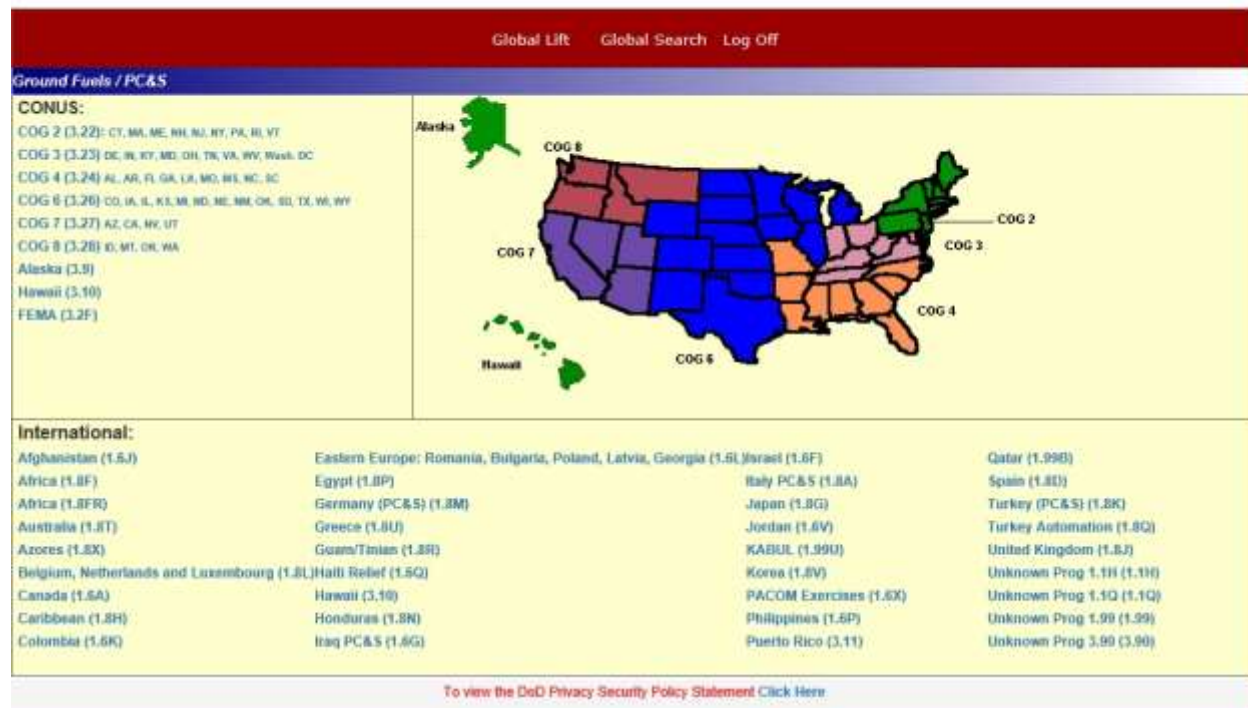 Global Lift Global Search Log Off
Ground Fuels / PC&S
CONUS:
COG 2 (3.22): CT, MA, ME, NH, NJ, NY, PA, RI, VT
COG 3 (3.23) DE, IN, KY, MD, OH, TN, VA, WV, Wash. DC
COG 4 (3.24) AL, AR, FL, GA, LA, MO, MS, NC, SC
COG 6 (3.26) CO, IA, IL, KS, MI, ND, NE, NM, OK, SD, TX, WI, WY
COG 7 (3.27) AZ, CA, NV, UT
COG 8 (3.28) ID, MT, OR, WA
Alaska (3.9)
Hawaii (3.10)
FEMA (3.2F)
Alaska
COG 8
COG 2
COG 3
COG 7
COG 4
COG 6
Hawaii
International:
Afghanistan (1.6J)
Africa (1.8F)
Africa (1.8FR)
Australia (1.8T)
Azores (1.8X)
Belgium, Netherlands and Luxembourg (1.8L)
Canada (1.6A)
Caribbean (1.8H)
Colombia (1.6K)
Eastern Europe: Romania, Bulgaria, Poland, Latvia, Georgia (1.6L)
Egypt (1.8P)
Germany (PC&S) (1.8M)
Greece (1.8U)
Guam/Tinian (1.8R)
Haiti Relief (1.5Q)
Hawaii (3.10)
Honduras (1.8N)
Iraq PC&S (1.6G)
Israel (1.6F)
Italy PC&S (1.8A)
Japan (1.8G)
Jordan (1.6V)
KABUL (1.99U)
Korea (1.8V)
PACOM Exercises (1.6X)
Philippines (1.6P)
Puerto Rico (3.11)
Qatar (1.99B)
Spain (1.8D)
Turkey (PC&S) (1.8K)
Turkey Automation (1.8Q)
United Kingdom (1.8J)
Unknown Prog 1.1H (1.1H)
Unknown Prog 1.1Q (1.1Q)
Unknown Prog 1.99 (1.99)
Unknown Prog 3.90 (3.90)
To view the DoD Privacy Security Policy Statement Click Here